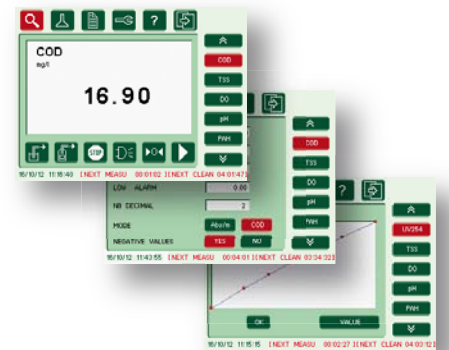 ?
COD
mg/l
16.90
COD
TSS
DO
pH
PAH
STOP
16/10/12 11:16:40 [NEXT MEASU 00:01:02 ][NEXT CLEAN 04:01:47]
COD
TSS
DO
pH
PAH
LOW ALARM 0.00
NB DECIMAL 2
MODE Abs/m COD
NEGATIVE VALUES YES NO
16/10/12 11:43:55 [NEXT MEASU 00:04:01 ][NEXT CLEAN 03:34:32]
?
UV254
TSS
DO
pH
PAH
OK VALUE
16/10/12 11:15:15 [NEXT MEASU 00:02:27 ][NEXT CLEAN 04:03:12]